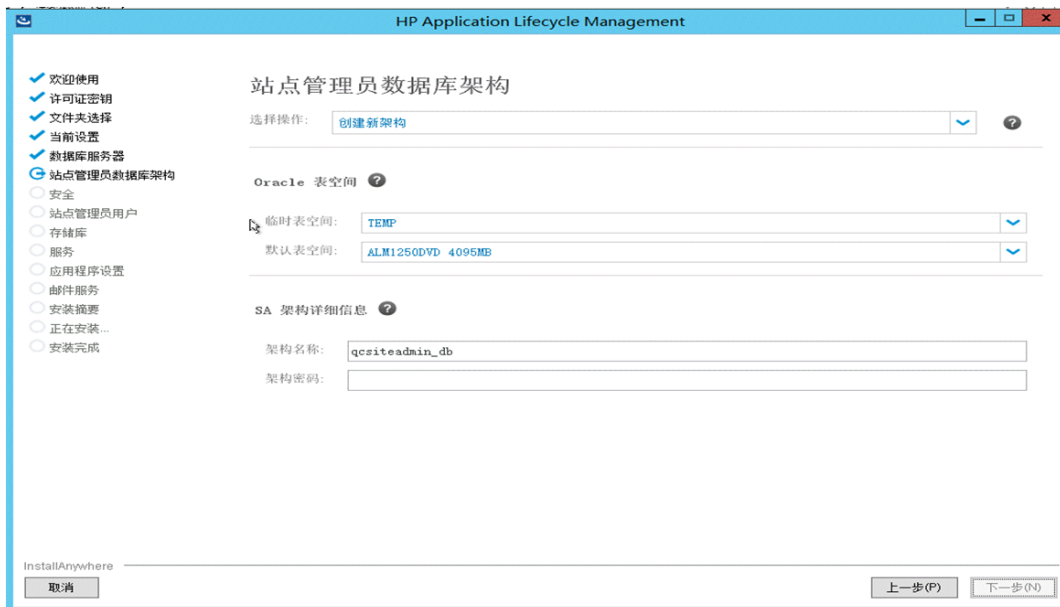 HP Application Lifecycle Management
欢迎使用
许可证密钥
文件夹选择
当前设置
数据库服务器
站点管理员数据库架构
安全
站点管理员用户
存储库
服务
应用程序设置
邮件服务
安装摘要
正在安装...
安装完成
站点管理员数据库架构
选择操作: 创建新架构
Oracle 表空间
临时表空间: TEMP
默认表空间: ALM1250DVD 4095MB
SA 架构详细信息
架构名称: qcsiteadmin_db
架构密码:
InstallAnywhere
取消
上一步(P)
下一步(N)